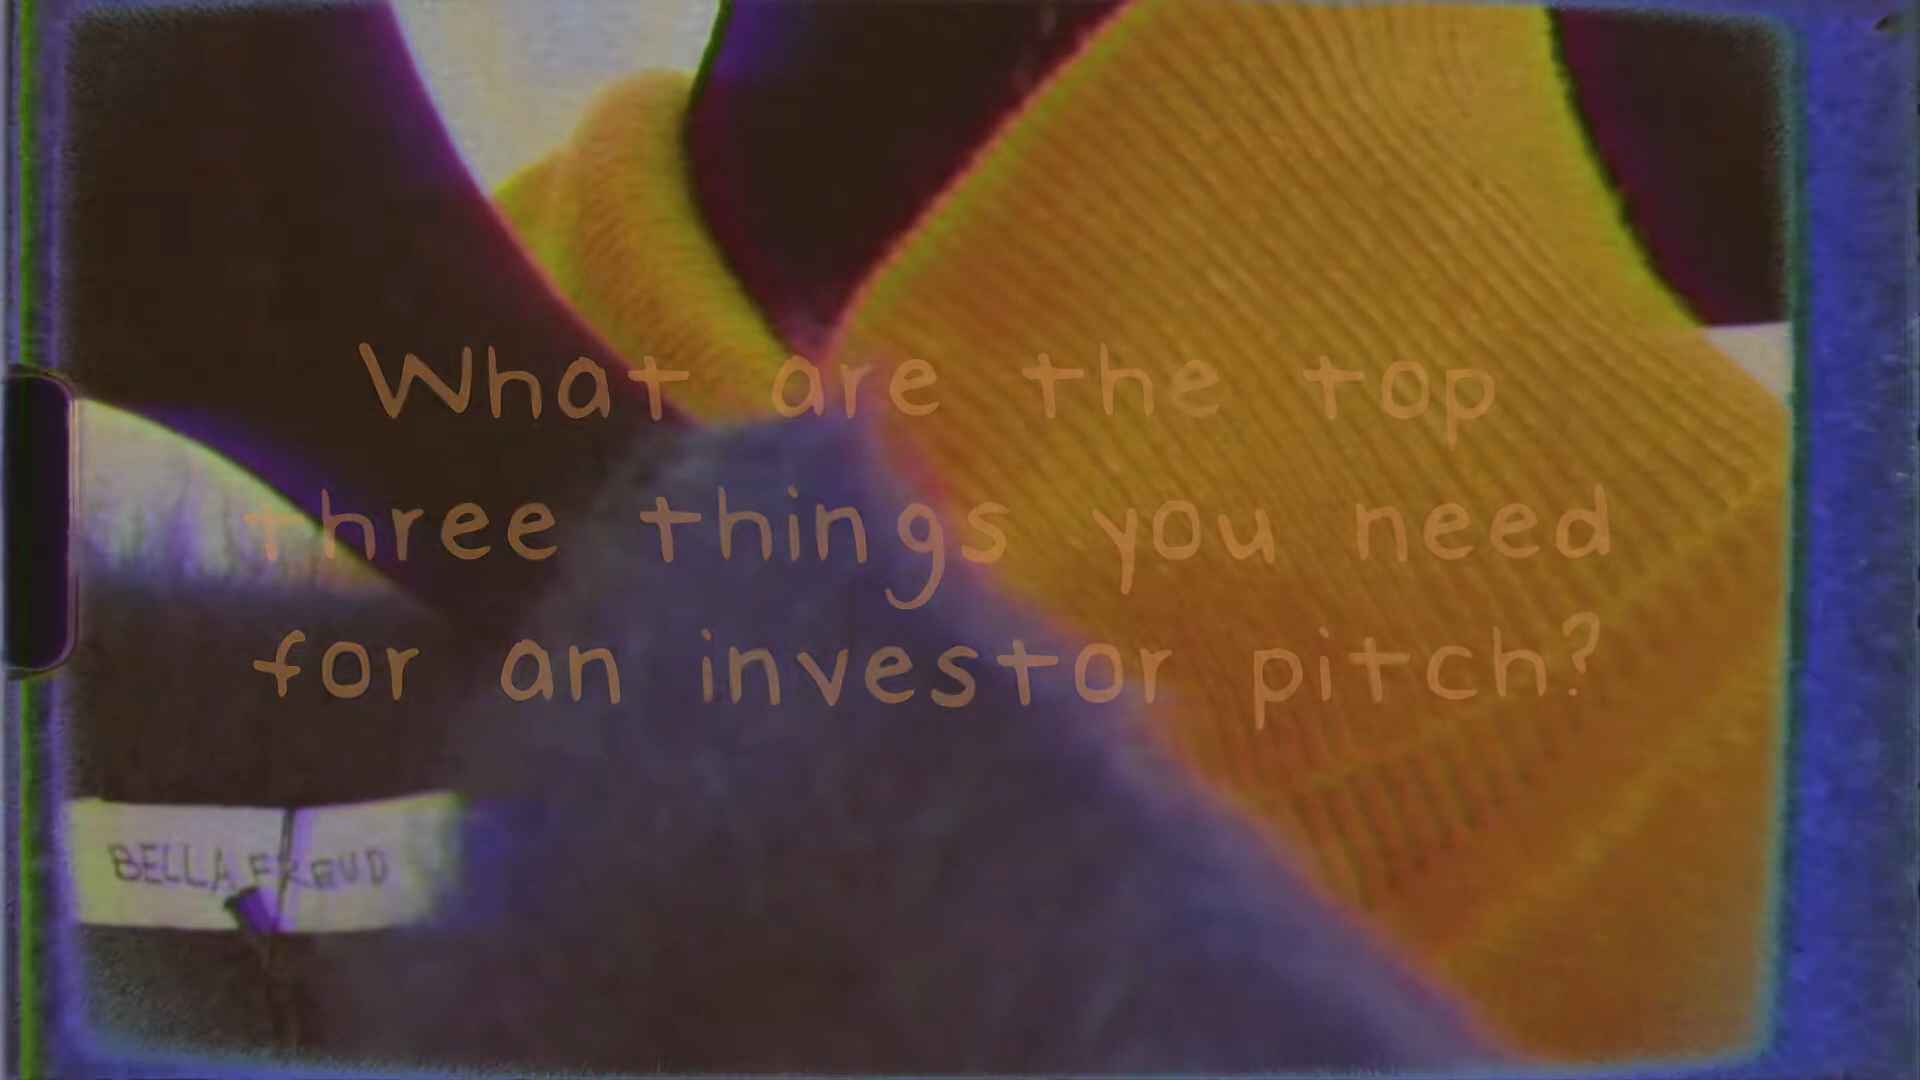 What are the top
three things you need
for an investor pitch?
BELLA FREUD